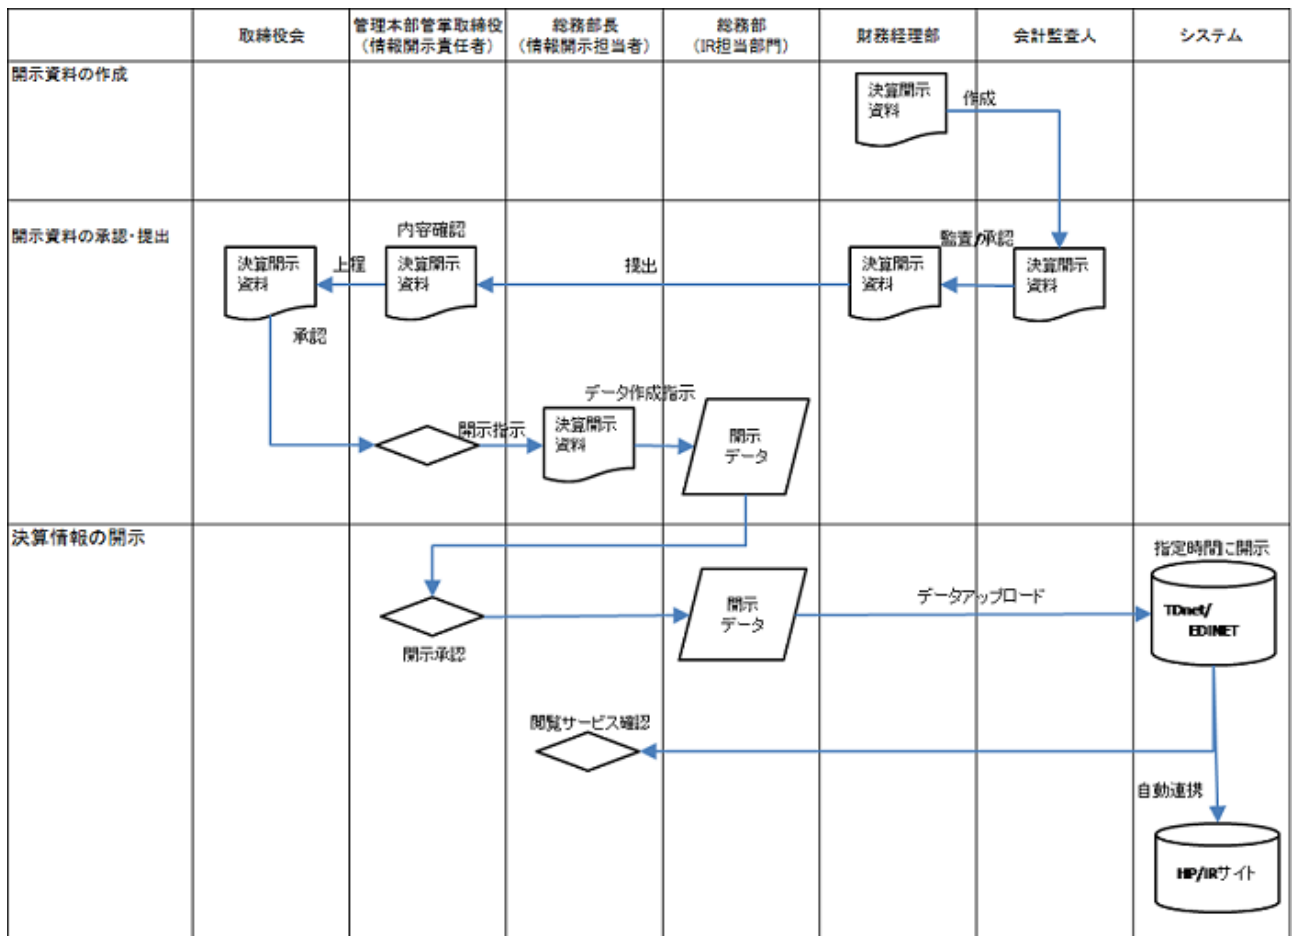 取締役会
管理本部管掌取締役
(情報開示責任者)
総務部長
(情報開示担当者)
総務部
(IR担当部門)
財務経理部
会計監査人
システム
開示資料の作成
決算開示
資料
作成
開示資料の承認・提出
内容確認
監査/承認
決算開示
資料
上程
決算開示
資料
提出
決算開示
資料
決算開示
資料
承認
データ作成指示
開示指示
決算開示
資料
開示
データ
決算情報の開示
指定時間に開示
開示
データ
データアップロード
TDnet/
EDINET
開示承認
閲覧サービス確認
自動連携
HP/IRサイト